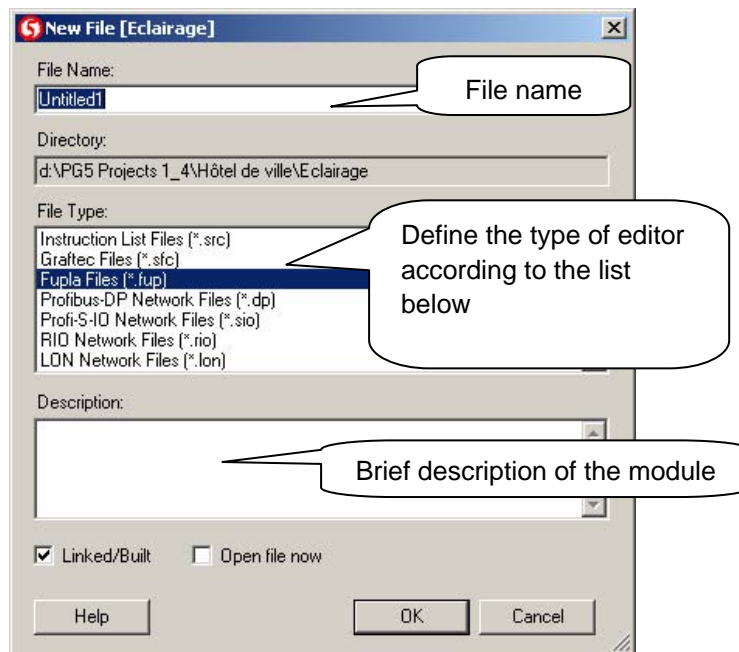 New File [Eclairage]
File Name:
Untitled1
File name
Directory:
d:\PG5 Projects 1_4\Hôtel de ville\Eclairage
File Type:
Instruction List Files (*.src)
Graftec Files (*.sfc)
Fupla Files (*.fup)
Profibus-DP Network Files (*.dp)
Profi-S-IO Network Files (*.sio)
RIO Network Files (*.rio)
LON Network Files (*.lon)
Define the type of editor
according to the list
below
Description:
Brief description of the module
Linked/Built
Open file now
Help
OK
Cancel